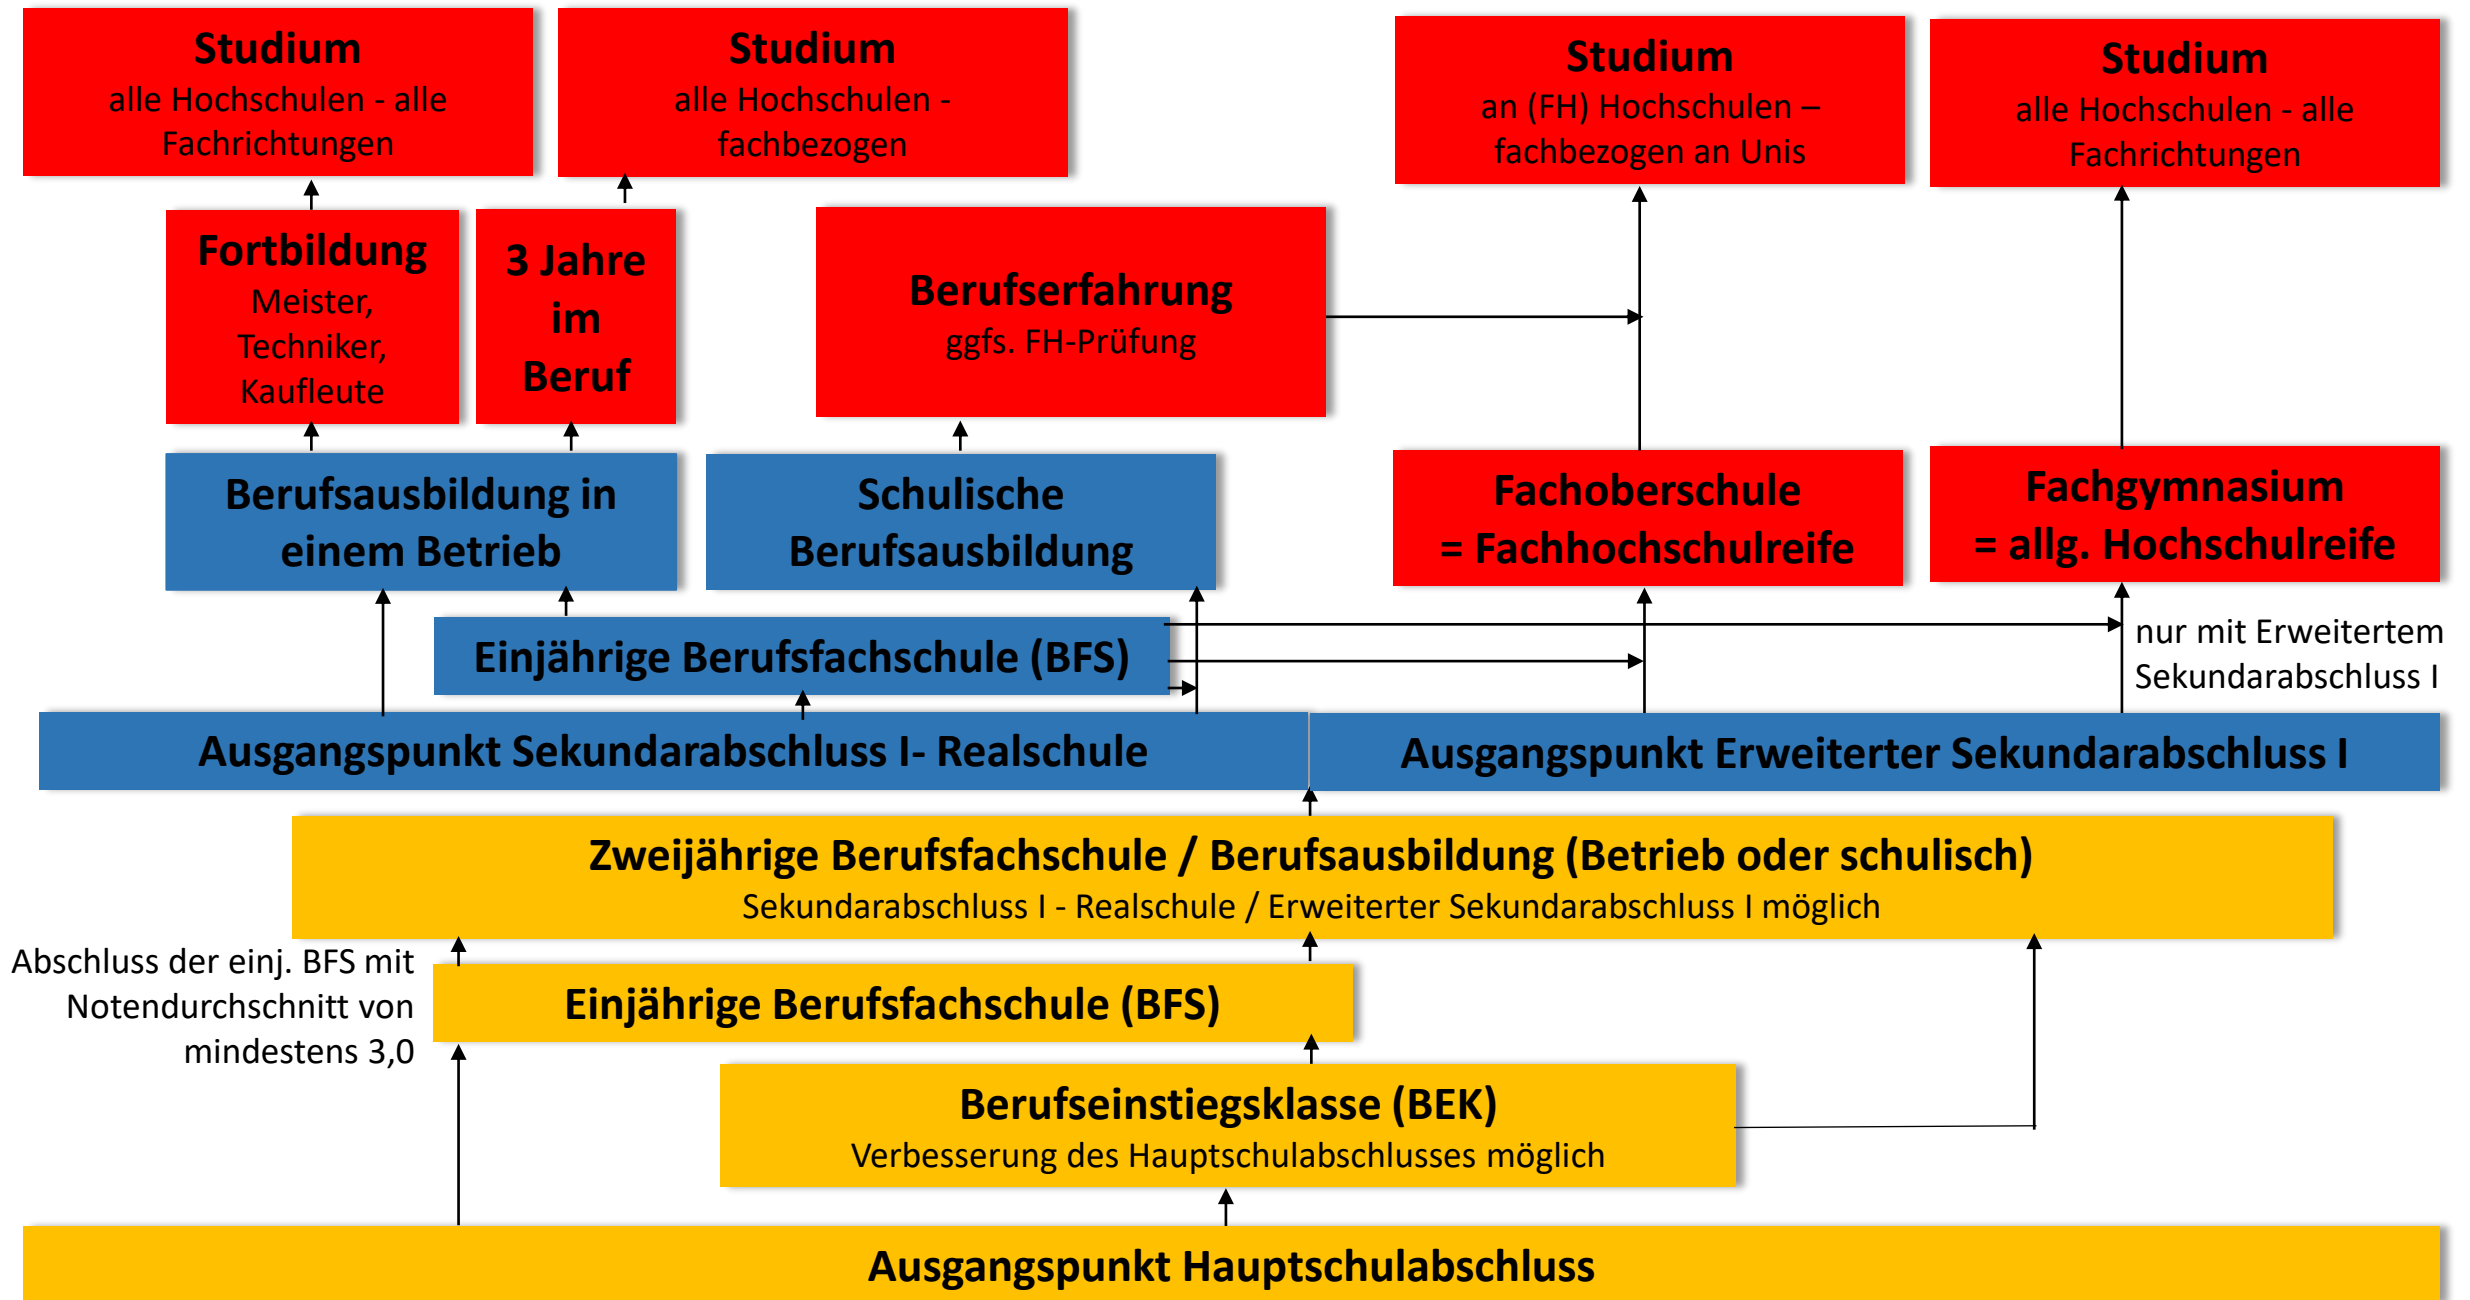 Studium
alle Hochschulen - alle
Fachrichtungen
Studium
alle Hochschulen -
fachbezogen
Studium
an (FH) Hochschulen –
fachbezogen an Unis
Studium
alle Hochschulen - alle
Fachrichtungen
Fortbildung
Meister,
Techniker,
Kaufleute
3 Jahre
im
Beruf
Berufserfahrung
ggfs. FH-Prüfung
Berufsausbildung in
einem Betrieb
Schulische
Berufsausbildung
Fachoberschule
= Fachhochschulreife
Fachgymnasium
= allg. Hochschulreife
Einjährige Berufsfachschule (BFS)
nur mit Erweitertem
Sekundarabschluss I
Ausgangspunkt Sekundarabschluss I- Realschule
Ausgangspunkt Erweiterter Sekundarabschluss I
Zweijährige Berufsfachschule / Berufsausbildung (Betrieb oder schulisch)
Sekundarabschluss I - Realschule / Erweiterter Sekundarabschluss I möglich
Abschluss der einj. BFS mit
Notendurchschnitt von
mindestens 3,0
Einjährige Berufsfachschule (BFS)
Berufseinstiegsklasse (BEK)
Verbesserung des Hauptschulabschlusses möglich
Ausgangspunkt Hauptschulabschluss